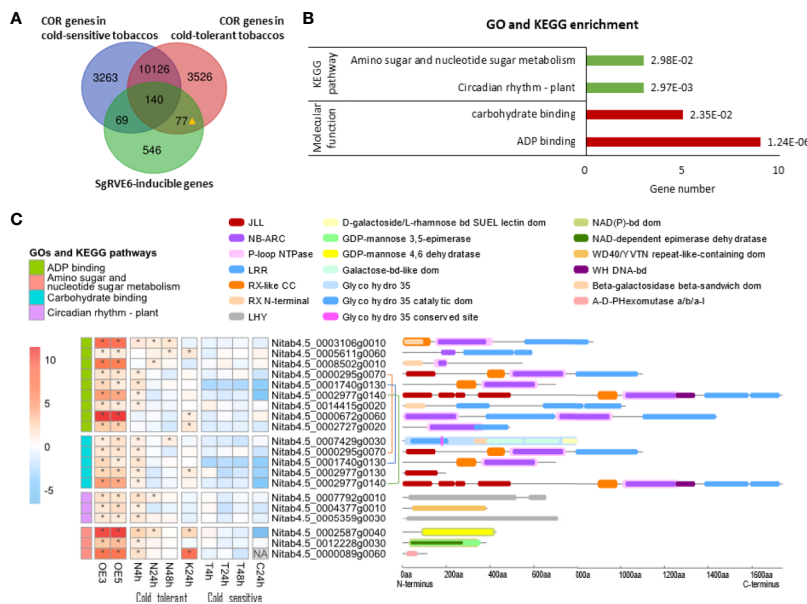 A
COR genes in
cold-sensitive tobaccos
COR genes in
cold-tolerant tobaccos
3263
10126
3526
140
69
77
546
SgRVE6-inducible genes
B
GO and KEGG enrichment
KEGG
pathway
Molecular
function
Amino sugar and nucleotide sugar metabolism
2.98E-02
Circadian rhythm - plant
2.97E-03
carbohydrate binding
2.35E-02
ADP binding
1.24E-06
0
5
10
Gene number
C
GOs and KEGG pathways
ADP binding
Amino sugar and
nucleotide sugar metabolism
Carbohydrate binding
Circadian rhythm - plant
JLL
NB-ARC
P-loop NTPase
LRR
RX-like CC
RX N-terminal
LHY
D-galactoside/L-rhamnose bd SUEL lectin dom
GDP-mannose 3,5-epimerase
GDP-mannose 4,6 dehydratase
Galactose-bd-like dom
Glyco hydro 35
Glyco hydro 35 catalytic dom
Glyco hydro 35 conserved site
NAD(P)-bd dom
NAD-dependent epimerase dehydratase
WD40/YVTN repeat-like-containing dom
WH DNA-bd
Beta-galactosidase beta-sandwich dom
A-D-PHexomutase a/b/a-I
10
5
0
-5
Nitab4.5_0003106g0010
Nitab4.5_0005611g0060
Nitab4.5_0008502g0010
Nitab4.5_0000295g0070
Nitab4.5_0001740g0130
Nitab4.5_0002977g0140
Nitab4.5_0014415g0020
Nitab4.5_0000672g0060
Nitab4.5_0002727g0020
Nitab4.5_0007429g0030
Nitab4.5_0000295g0070
Nitab4.5_0001740g0130
Nitab4.5_0002977g0130
Nitab4.5_0002977g0140
Nitab4.5_0007792g0010
Nitab4.5_0004377g0010
Nitab4.5_0005359g0030
Nitab4.5_0002587g0040
Nitab4.5_0012228g0030
NA
Nitab4.5_0000089g0060
OE3
OE5
N4h
N24h
N48h
K24h
T4h
T24h
T48h
C24h
Cold tolerant
Cold sensitive
0aa
200aa
400aa
600aa
800aa
1000aa
1200aa
1400aa
1600aa
N-terminus
C-terminus